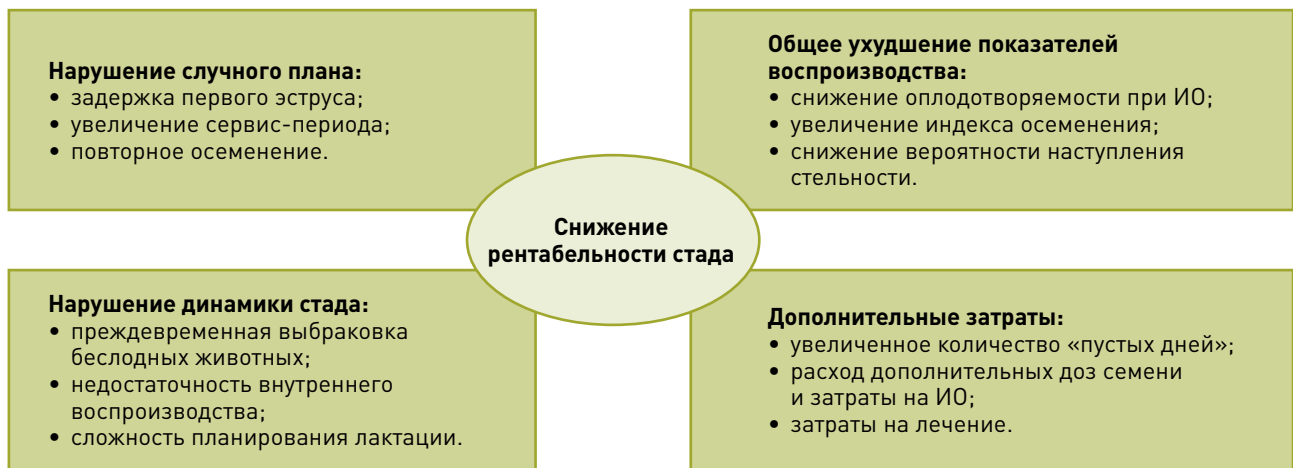 Нарушение случного плана:
• задержка первого эструса;
• увеличение сервис-периода;
• повторное осеменение.
Общее ухудшение показателей
воспроизводства:
• снижение оплодотворяемости при ИО;
• увеличение индекса осеменения;
• снижение вероятности наступления
стельности.
Снижение
рентабельности стада
Нарушение динамики стада:
• преждевременная выбраковка
беслодных животных;
• недостаточность внутреннего
воспроизводства;
• сложность планирования лактации.
Дополнительные затраты:
• увеличенное количество «пустых дней»;
• расход дополнительных доз семени
и затраты на ИО;
• затраты на лечение.